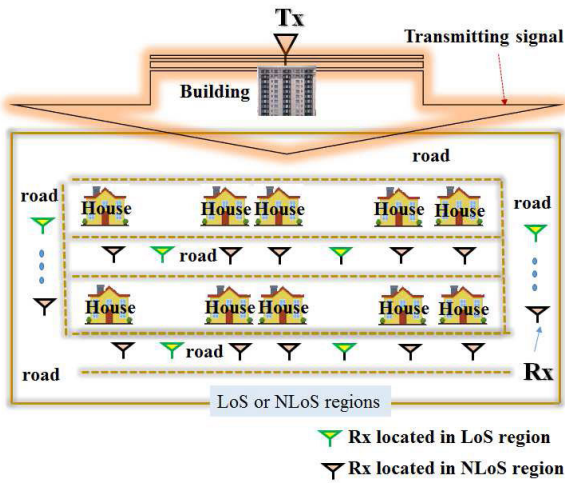 Tx
Transmitting signal
Building
road
road
road
House House House House House
road
road
House House House House House
road
road
Rx
LoS or NLoS regions
Rx located in LoS region
Rx located in NLoS region